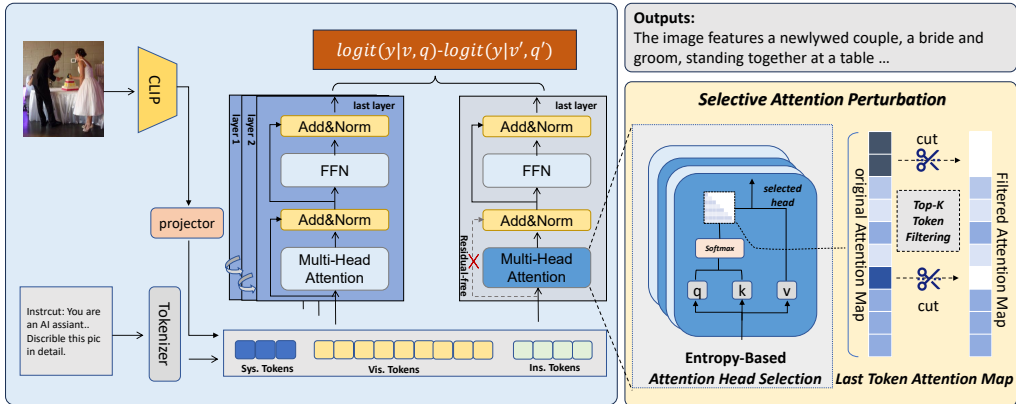 logit(y|v, q)-logit(y|v′, q′)
CLIP
projector
Instrcut: You are
an AI assiant..
Discrible this pic
in detail.
Tokenizer
layer 1
layer 2
last layer
Add&Norm
FFN
Add&Norm
Multi-Head
Attention
last layer
Add&Norm
FFN
Add&Norm
Residual-free
Multi-Head
Attention
Sys. Tokens
Vis. Tokens
Ins. Tokens
Outputs:
The image features a newlywed couple, a bride and
groom, standing together at a table ...
Selective Attention Perturbation
selected
head
Softmax
q
k
v
Entropy-Based
Attention Head Selection
original Attention Map
cut
Top-K
Token
Filtering
cut
Filtered Attention Map
Last Token Attention Map